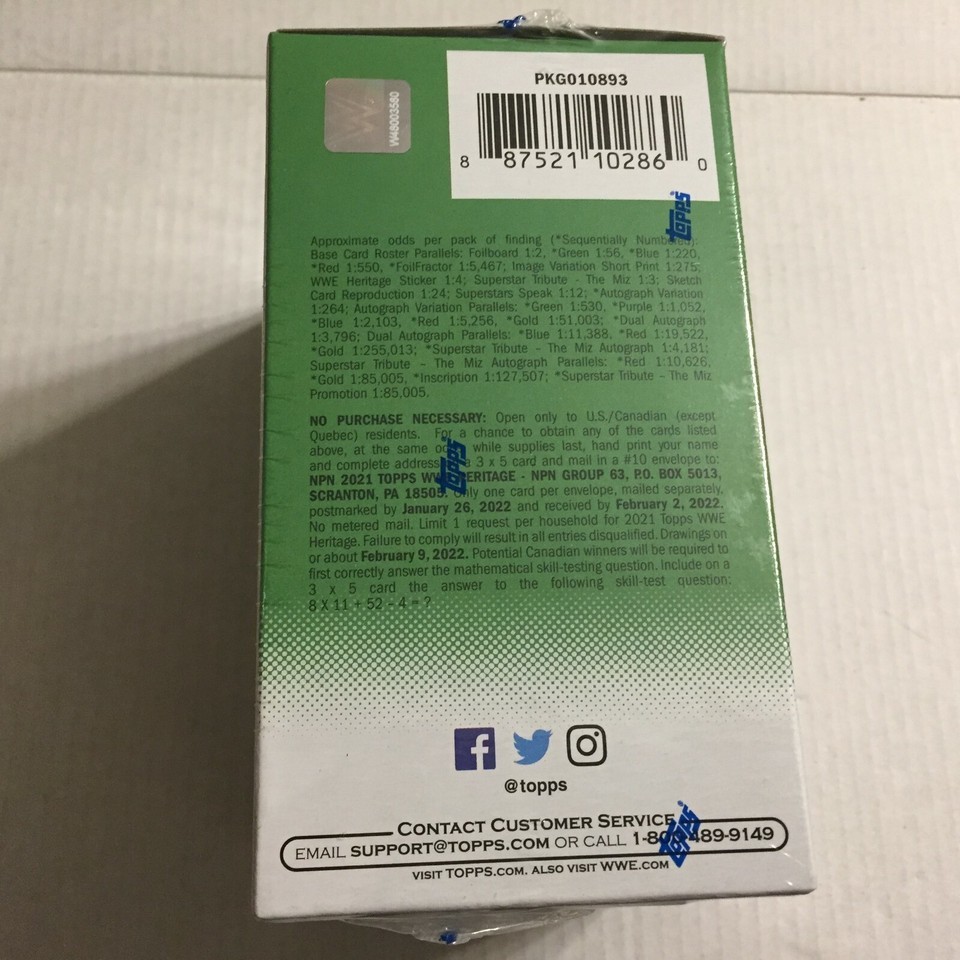 PKG010893
W48003580
8 87521 10286 0
Topps
Approximate odds per pack of finding (*Sequentially Numbered):
Base Card Roster Parallels: Foilboard 1:2, *Green 1:56, *Blue 1:220,
*Red 1:550, *FoilFractor 1:5,467; Image Variation Short Print 1:275;
WWE Heritage Sticker 1:4; Superstar Tribute - The Miz 1:3; Sketch
Card Reproduction 1:24; Superstars Speak 1:12; *Autograph Variation
1:264; Autograph Variation Parallels: *Green 1:530, *Purple 1:1,052,
*Blue 1:2,103, *Red 1:5,256, *Gold 1:51,003; *Dual Autograph
1:3,796; Dual Autograph Parallels: *Blue 1:11,388, *Red 1:19,522,
*Gold 1:255,013; *Superstar Tribute - The Miz Autograph 1:4,181;
Superstar Tribute - The Miz Autograph Parallels: *Red 1:10,626,
*Gold 1:85,005, *Inscription 1:127,507; *Superstar Tribute - The Miz
Promotion 1:85,005.
NO PURCHASE NECESSARY: Open only to U.S./Canadian (except
Quebec) residents. For a chance to obtain any of the cards listed
above, at the same while supplies last, hand print your name
and complete address 3 x 5 card and mail in a #10 envelope to:
Topps
NPN 2021 TOPPS WWE HERITAGE - NPN GROUP 63, P.O. BOX 5013,
SCRANTON, PA 18505. Only one card per envelope, mailed separately,
postmarked by January 26, 2022 and received by February 2, 2022.
No metered mail. Limit 1 request per household for 2021 Topps WWE
Heritage. Failure to comply will result in all entries disqualified. Drawings on
or about February 9, 2022. Potential Canadian winners will be required to
first correctly answer the mathematical skill-testing question. Include on a
3 x 5 card the answer to the following skill-test question:
8 X 11 + 52 - 4 = ?
@topps
CONTACT CUSTOMER SERVICE
EMAIL SUPPORT@TOPPS.COM OR CALL 1-800-489-9149
Topps
VISIT TOPPS.COM. ALSO VISIT WWE.COM